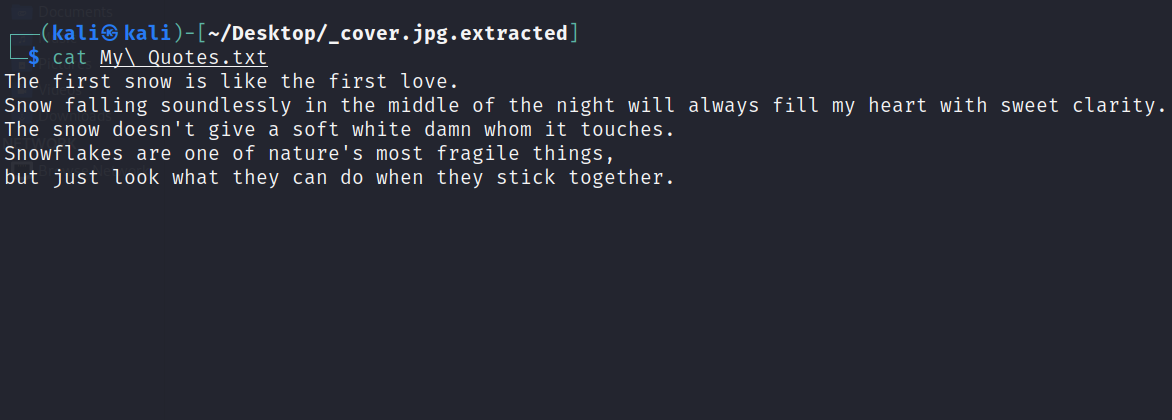 Documents
┌──(kali㉿kali)-[~/Desktop/_cover.jpg.extracted]
└─$ cat My\ Quotes.txt
The first snow is like the first love.
Snow falling soundlessly in the middle of the night will always fill my heart with sweet clarity.
The snow doesn't give a soft white damn whom it touches.
Snowflakes are one of nature's most fragile things,
but just look what they can do when they stick together.